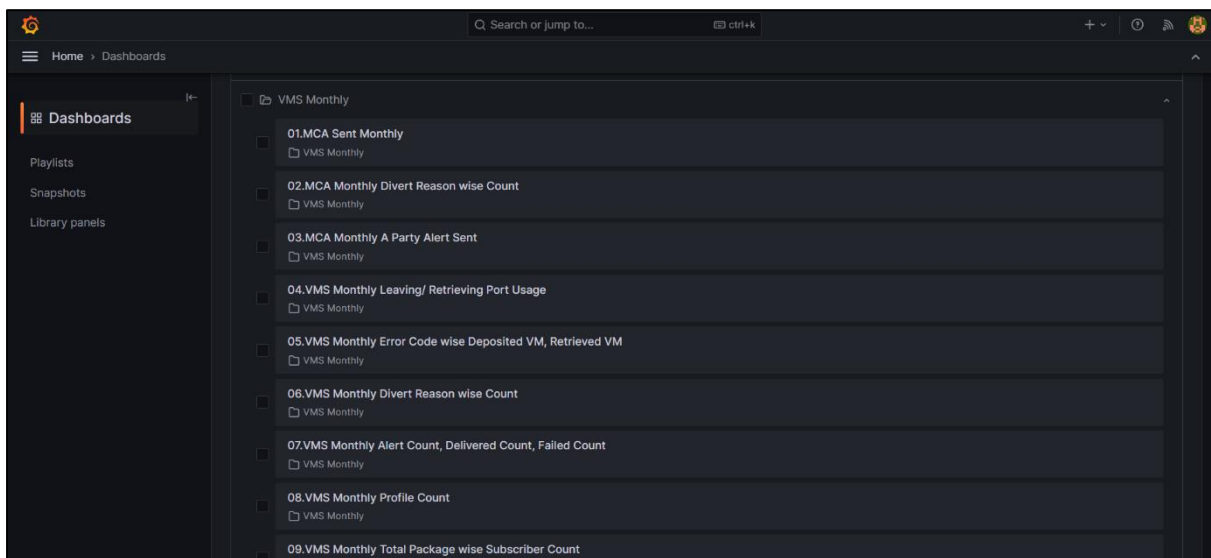 Search or jump to...
ctrl+k
Home › Dashboards
Dashboards
Playlists
Snapshots
Library panels
VMS Monthly
01.MCA Sent Monthly
VMS Monthly
02.MCA Monthly Divert Reason wise Count
VMS Monthly
03.MCA Monthly A Party Alert Sent
VMS Monthly
04.VMS Monthly Leaving/ Retrieving Port Usage
VMS Monthly
05.VMS Monthly Error Code wise Deposited VM, Retrieved VM
VMS Monthly
06.VMS Monthly Divert Reason wise Count
VMS Monthly
07.VMS Monthly Alert Count, Delivered Count, Failed Count
VMS Monthly
08.VMS Monthly Profile Count
VMS Monthly
09.VMS Monthly Total Package wise Subscriber Count